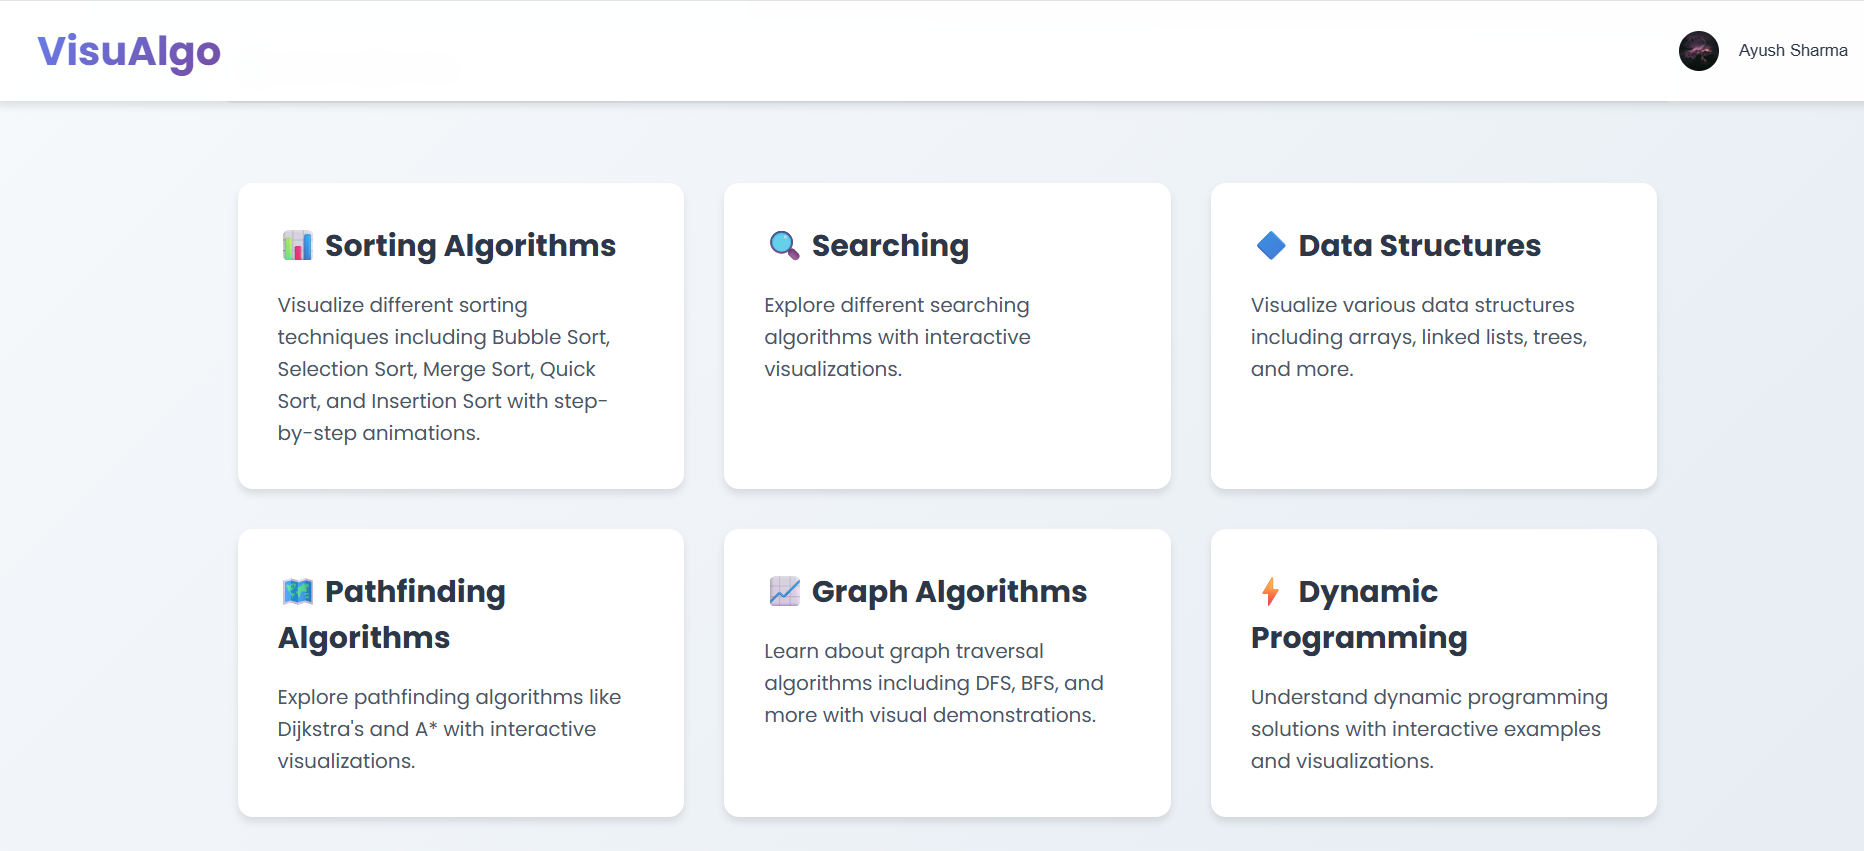 VisuAlgo
Ayush Sharma
Sorting Algorithms
Visualize different sorting
techniques including Bubble Sort,
Selection Sort, Merge Sort, Quick
Sort, and Insertion Sort with step-
by-step animations.
Searching
Explore different searching
algorithms with interactive
visualizations.
Data Structures
Visualize various data structures
including arrays, linked lists, trees,
and more.
Pathfinding
Algorithms
Explore pathfinding algorithms like
Dijkstra's and A* with interactive
visualizations.
Graph Algorithms
Learn about graph traversal
algorithms including DFS, BFS, and
more with visual demonstrations.
Dynamic
Programming
Understand dynamic programming
solutions with interactive examples
and visualizations.